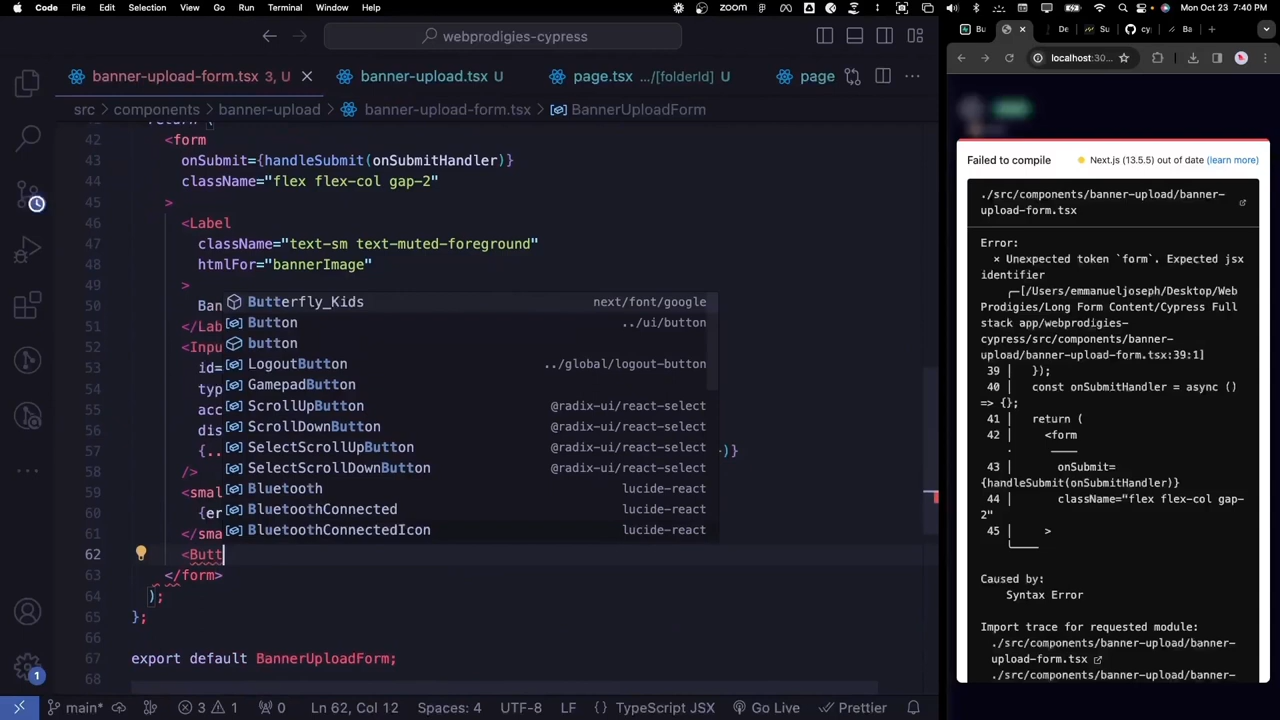 Code File Edit Selection View Go Run Terminal Window Help zoom Mon Oct 23 7:40 PM
webprodigies-cypress
banner-upload-form.tsx 3, U banner-upload.tsx U page.tsx .../[folderId] U page
src components banner-upload banner-upload-form.tsx BannerUploadForm
return (
42 <form
43 onSubmit={handleSubmit(onSubmitHandler)}
44 className="flex flex-col gap-2"
45 >
46 <Label
47 className="text-sm text-muted-foreground"
48 htmlFor="bannerImage"
49 >
50 Ban
51 </Lab
52 <Inpu
53 id=
54 typ
55 acc
56 dis
57 {.. )}
58 />
59 <smal
60 {er
61 </sma
62 <Butt
63 </form>
64 );
65 };
66
67 export default BannerUploadForm;
68
Butterfly_Kids next/font/google
Button ../ui/button
button
LogoutButton ../global/logout-button
GamepadButton
ScrollUpButton @radix-ui/react-select
ScrollDownButton @radix-ui/react-select
SelectScrollUpButton @radix-ui/react-select
SelectScrollDownButton @radix-ui/react-select
Bluetooth lucide-react
BluetoothConnected lucide-react
BluetoothConnectedIcon lucide-react
main* 3 1 0 Ln 62, Col 12 Spaces: 4 UTF-8 LF {} TypeScript JSX Go Live Prettier
1
Bu De Su cy Ba
localhost:30...
Failed to compile Next.js (13.5.5) out of date (learn more)
./src/components/banner-upload/banner-
upload-form.tsx
Error:
× Unexpected token `form`. Expected jsx
identifier
╭─[/Users/emmanueljoseph/Desktop/Web
Prodigies/Long Form Content/Cypress Full
stack app/webprodigies-
cypress/src/components/banner-
upload/banner-upload-form.tsx:39:1]
39 │ });
40 │ const onSubmitHandler = async ()
=> {};
41 │ return (
42 │ <form
· ────
43 │ onSubmit=
{handleSubmit(onSubmitHandler)}
44 │ className="flex flex-col gap-
2"
45 │ >
╰────
Caused by:
Syntax Error
Import trace for requested module:
./src/components/banner-upload/banner-
upload-form.tsx
./src/components/banner-upload/banner-